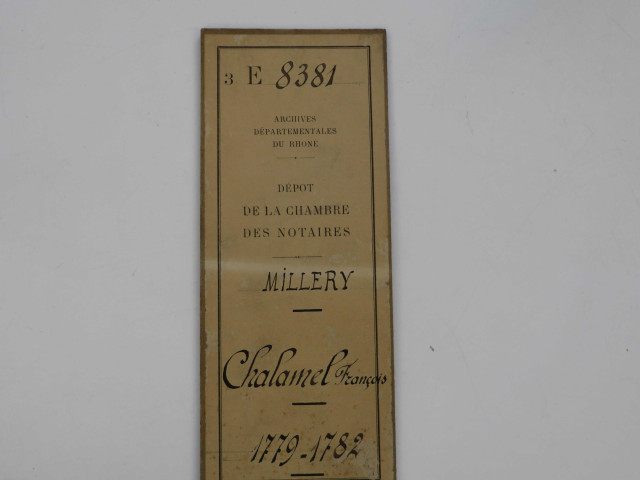 3 E 8381
ARCHIVES
DÉPARTEMENTALES
DU RHONE
DÉPOT
DE LA CHAMBRE
DES NOTAIRES
MiLLERY
Chalamel François
1779-1782